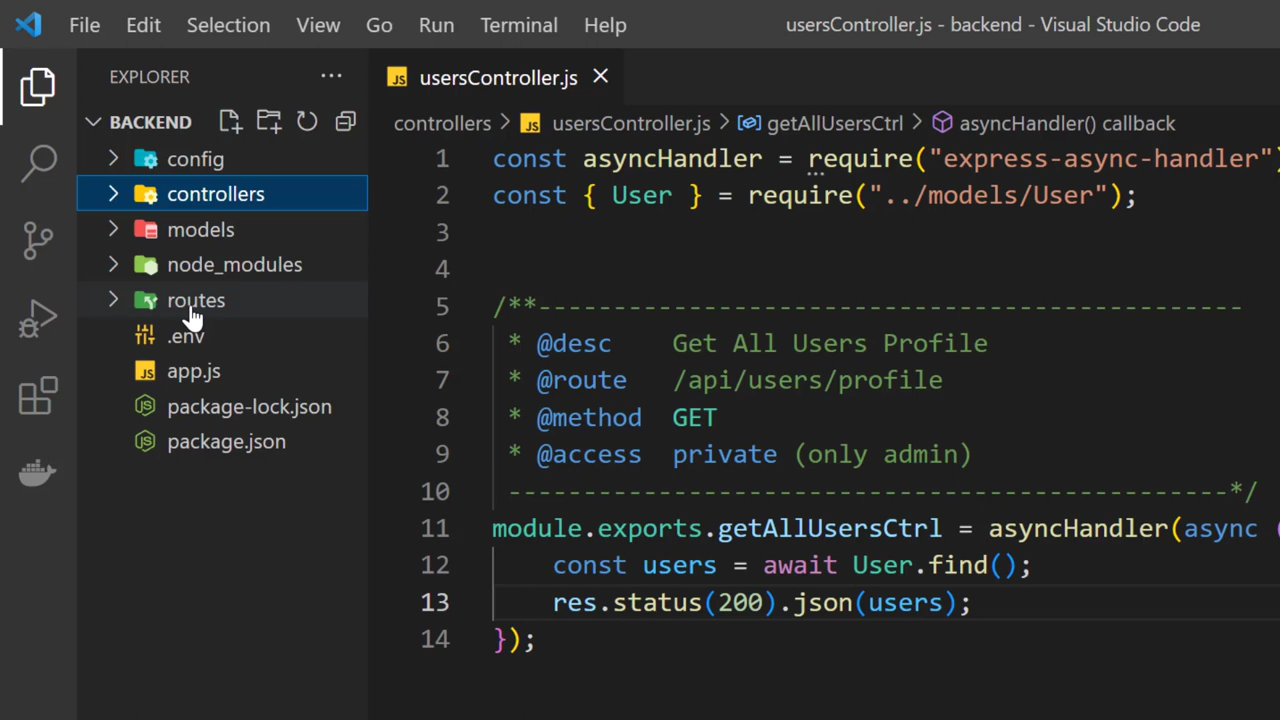 File Edit Selection View Go Run Terminal Help usersController.js - backend - Visual Studio Code
EXPLORER ···
BACKEND
config
controllers
models
node_modules
routes
.env
JS app.js
package-lock.json
package.json
JS usersController.js
controllers > JS usersController.js > getAllUsersCtrl > asyncHandler() callback
1 const asyncHandler = require("express-async-handler")
2 const { User } = require("../models/User");
3
4
5 /**-----------------------------------------------
6  * @desc    Get All Users Profile
7  * @route   /api/users/profile
8  * @method  GET
9  * @access  private (only admin)
10  ------------------------------------------------*/
11 module.exports.getAllUsersCtrl = asyncHandler(async (
12     const users = await User.find();
13     res.status(200).json(users);
14 });